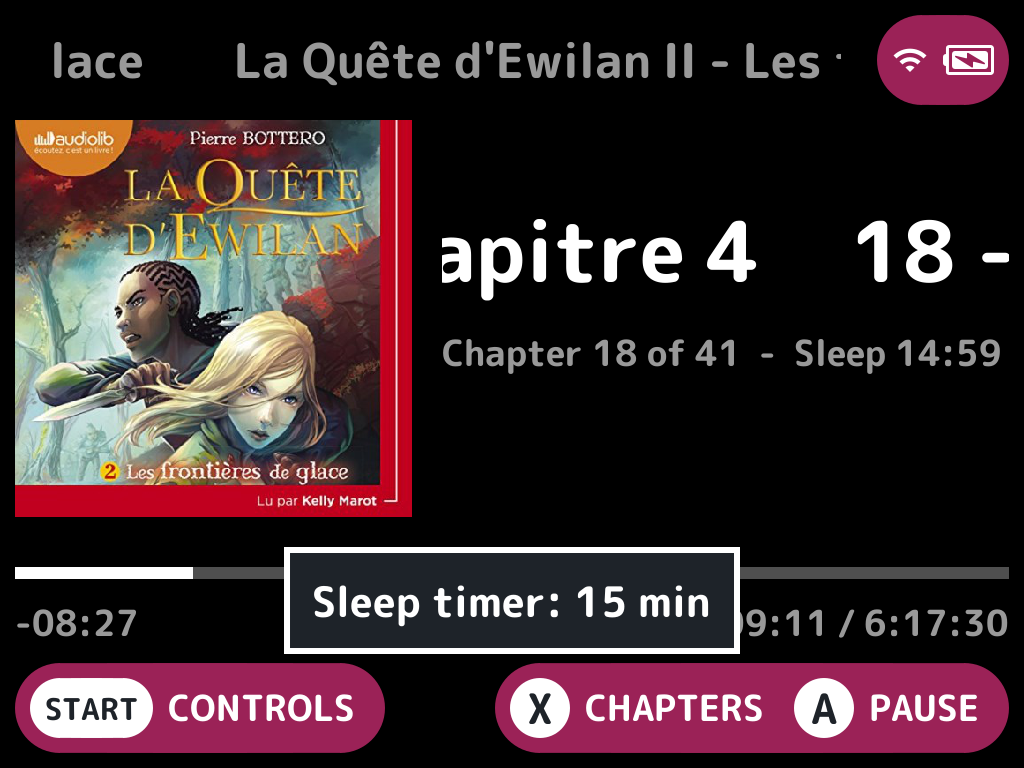 lace La Quête d'Ewilan II - Les
audiolib
écoutez, c'est un livre !
Pierre BOTTERO
LA QUÊTE
D'EWILAN
2 Les frontières de glace
Lu par Kelly Marot
apitre 4 18 -
Chapter 18 of 41 - Sleep 14:59
Sleep timer: 15 min
-08:27
9:11 / 6:17:30
START CONTROLS
X CHAPTERS A PAUSE